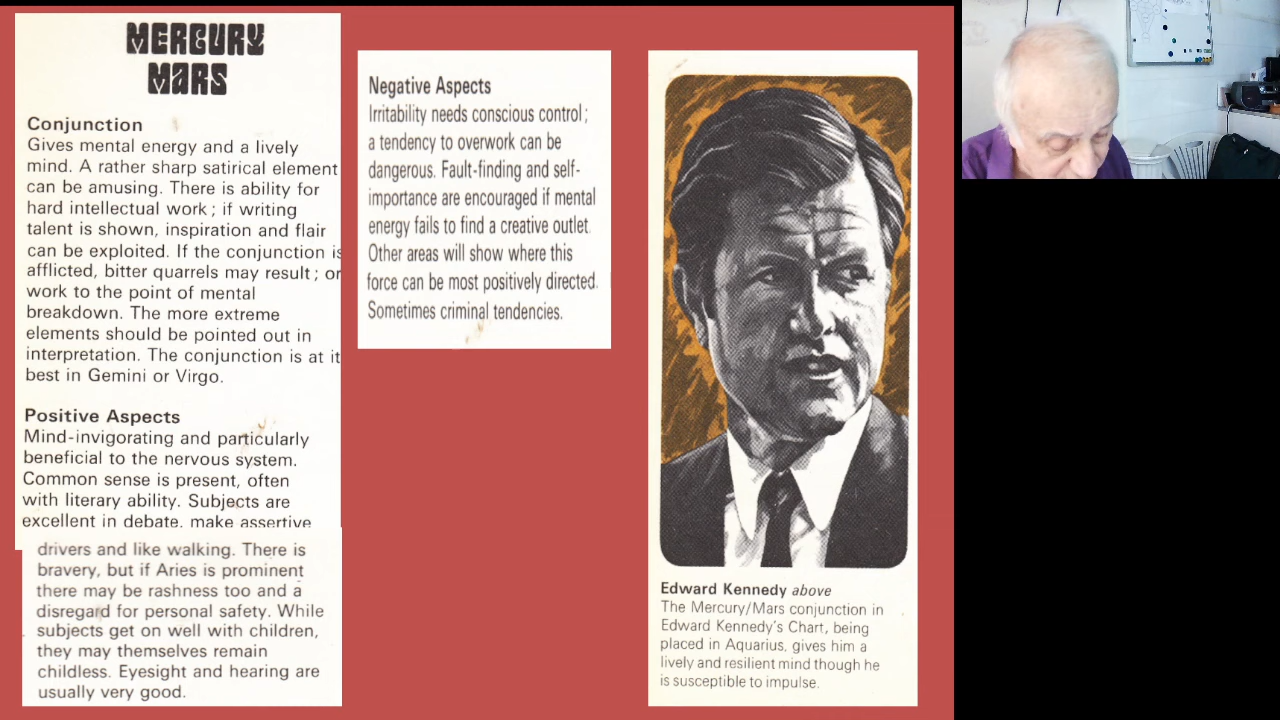 MERCURY
MARS
Conjunction
Gives mental energy and a lively
mind. A rather sharp satirical element
can be amusing. There is ability for
hard intellectual work; if writing
talent is shown, inspiration and flair
can be exploited. If the conjunction is
afflicted, bitter quarrels may result; or
work to the point of mental
breakdown. The more extreme
elements should be pointed out in
interpretation. The conjunction is at it
best in Gemini or Virgo.
Positive Aspects
Mind-invigorating and particularly
beneficial to the nervous system.
Common sense is present, often
with literary ability. Subjects are
excellent in debate, make assertive
drivers and like walking. There is
bravery, but if Aries is prominent
there may be rashness too and a
disregard for personal safety. While
subjects get on well with children,
they may themselves remain
childless. Eyesight and hearing are
usually very good.
Negative Aspects
Irritability needs conscious control;
a tendency to overwork can be
dangerous. Fault-finding and self-
importance are encouraged if mental
energy fails to find a creative outlet.
Other areas will show where this
force can be most positively directed.
Sometimes criminal tendencies.
Edward Kennedy above
The Mercury/Mars conjunction in
Edward Kennedy's Chart, being
placed in Aquarius, gives him a
lively and resilient mind though he
is susceptible to impulse.